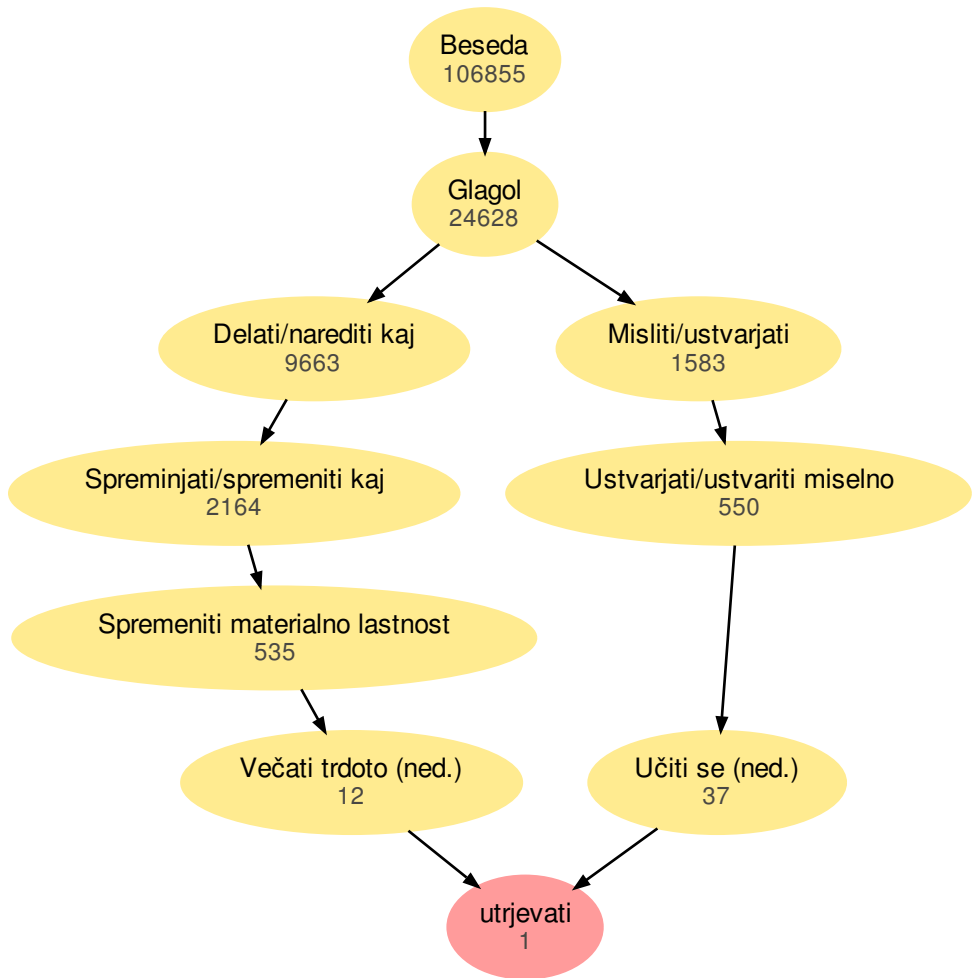 Beseda
106855
Glagol
24628
Delati/narediti kaj
9663
Misliti/ustvarjati
1583
Spreminjati/spremeniti kaj
2164
Ustvarjati/ustvariti miselno
550
Spremeniti materialno lastnost
535
Večati trdoto (ned.)
12
Učiti se (ned.)
37
utrjevati
1